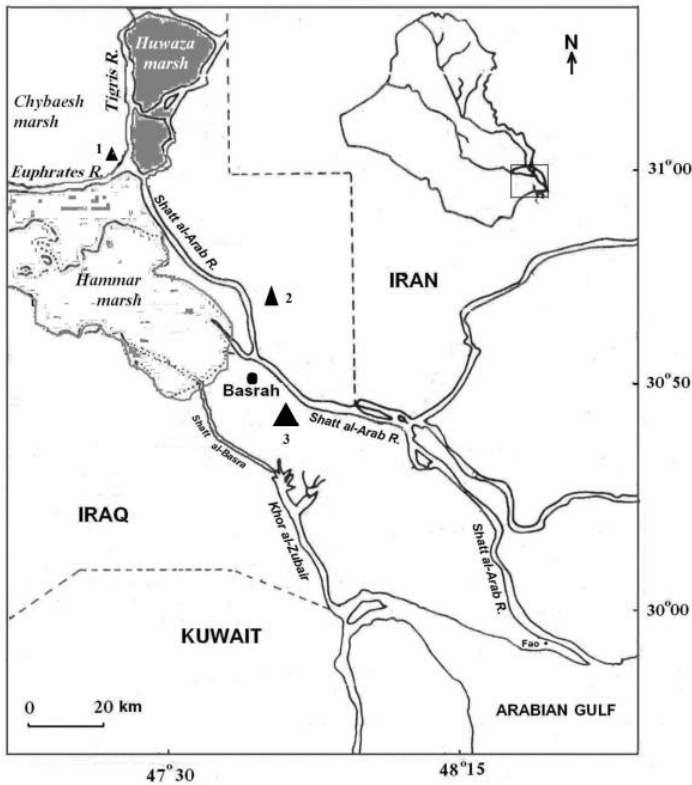 Huwaza
marsh
N
Tigris R.
Chybaesh
marsh
1
Euphrates R.
31°00
Shatt al-Arab R.
IRAN
Hammar
marsh
2
30°50
Basrah
Shatt al-Arab R.
3
Shatt
al-Basra
IRAQ
Khor al-Zubair
Shatt al-Arab R.
30°00
KUWAIT
Fao
0 20 km
ARABIAN GULF
47°30
48°15